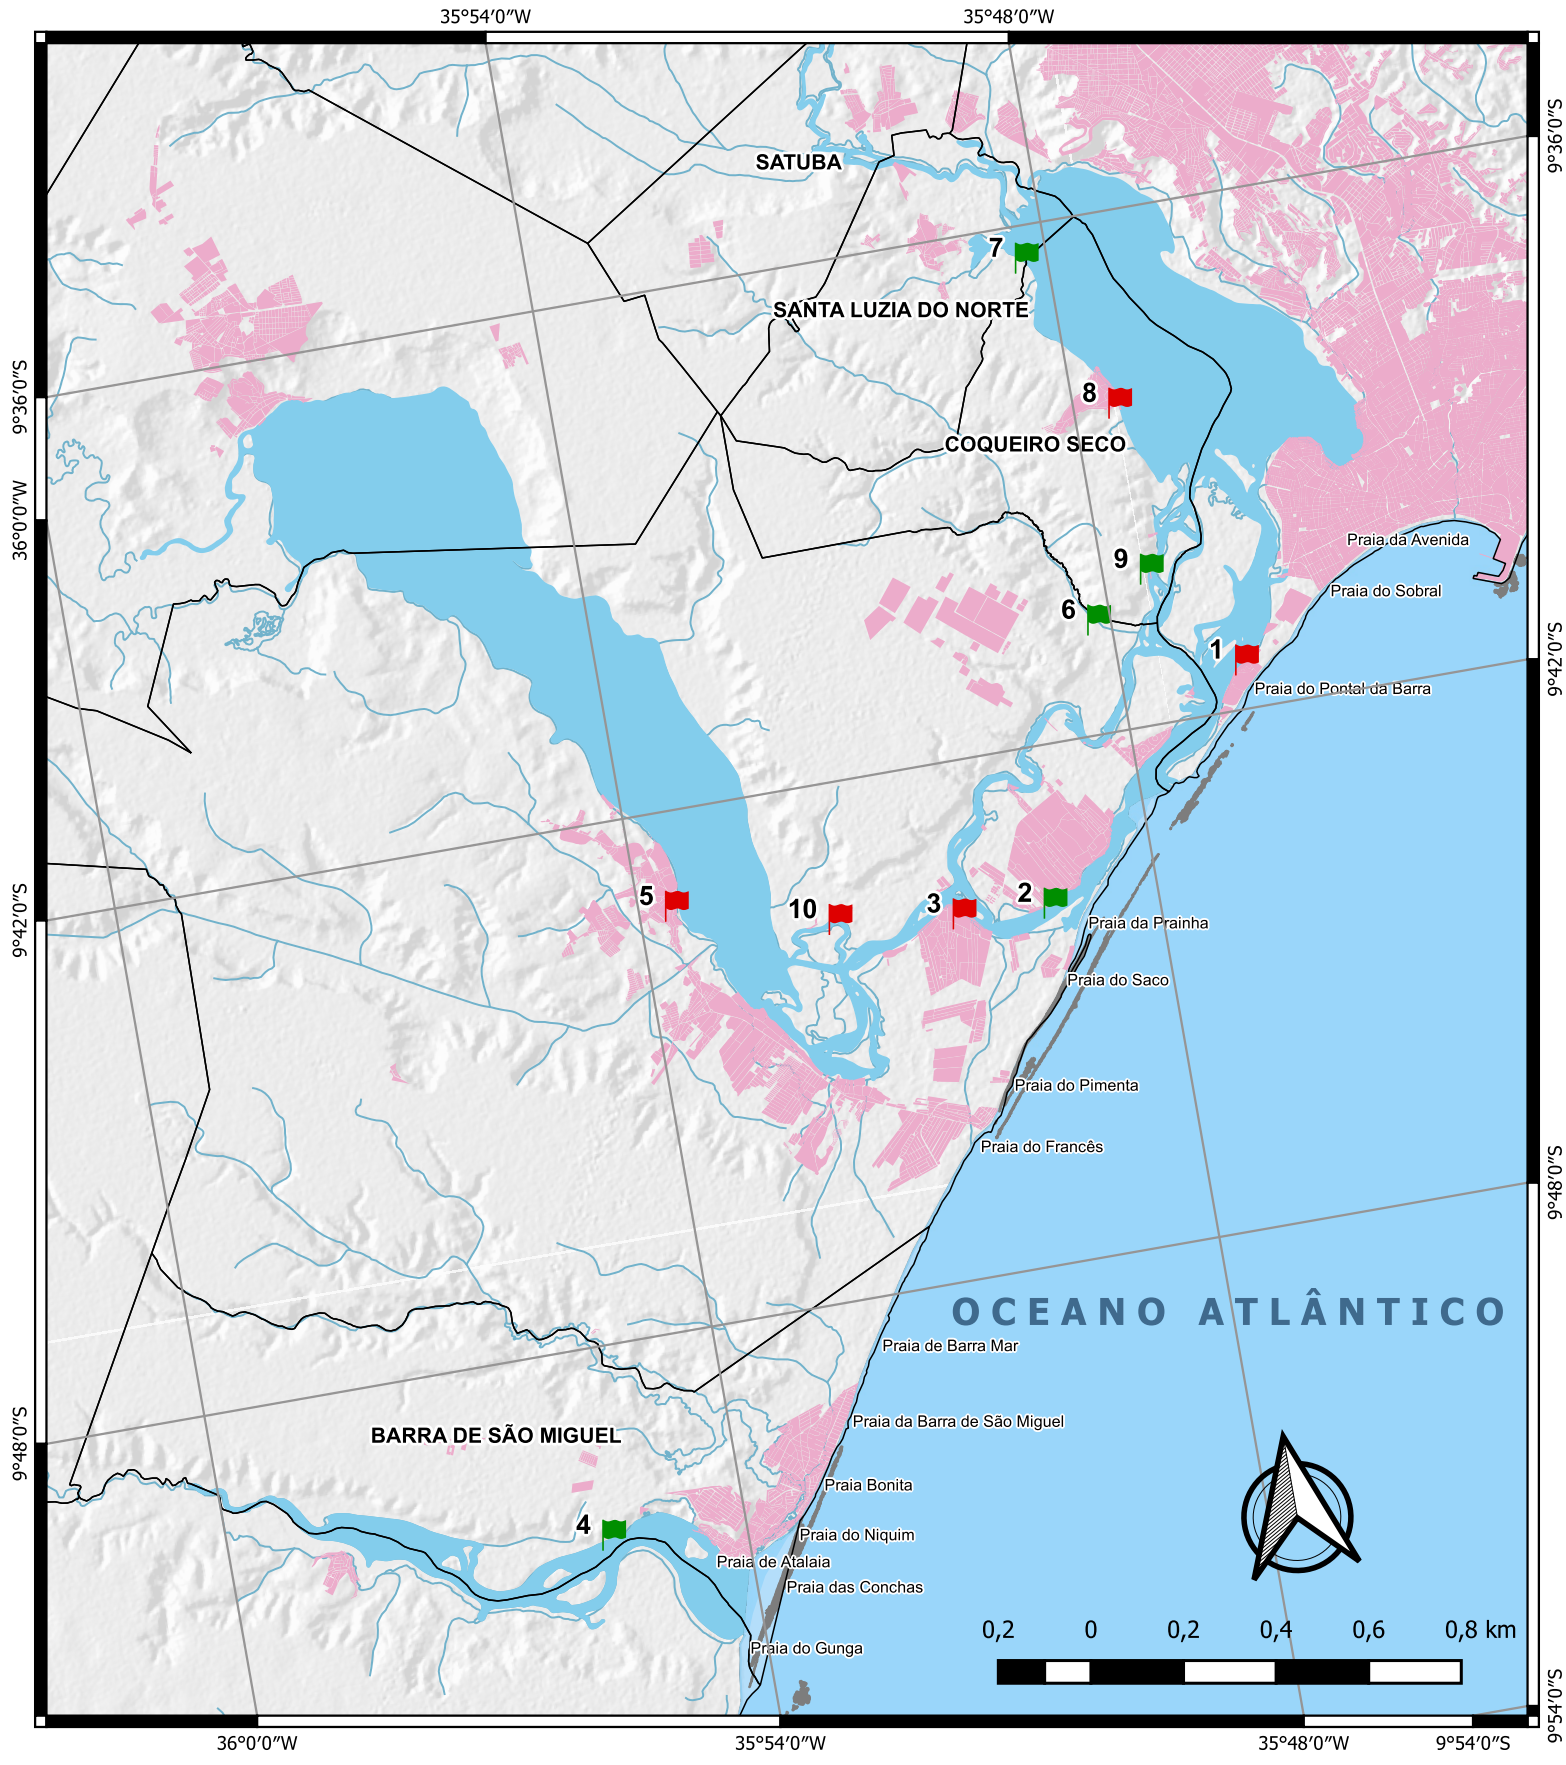 35°54′0″W
35°48′0″W
9°36′0″S
SATUBA
7
SANTA LUZIA DO NORTE
9°36′0″S
8
COQUEIRO SECO
36°0′0″W
Praia da Avenida
9
Praia do Sobral
6
1
9°42′0″S
Praia do Pontal da Barra
5
10
3
2
9°42′0″S
Praia da Prainha
Praia do Saco
Praia do Pimenta
Praia do Francês
9°48′0″S
OCEANO ATLÂNTICO
Praia de Barra Mar
Praia da Barra de São Miguel
BARRA DE SÃO MIGUEL
9°48′0″S
Praia Bonita
4
Praia do Niquim
Praia de Atalaia
Praia das Conchas
0,2 0 0,2 0,4 0,6 0,8 km
Praia do Gunga
9°54′0″S
36°0′0″W
35°54′0″W
35°48′0″W
9°54′0″S